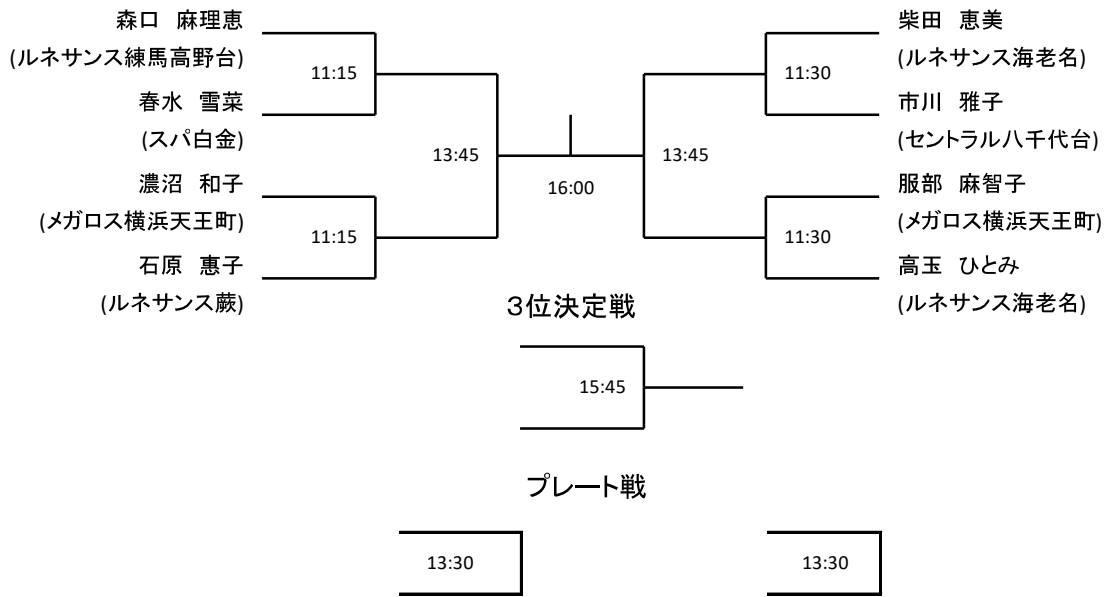 森口　麻理恵
(ルネサンス練馬高野台)
11:15
春水　雪菜
(スパ白金)
13:45
濃沼　和子
(メガロス横浜天王町)
11:15
石原　惠子
(ルネサンス蕨)
16:00
柴田　恵美
(ルネサンス海老名)
11:30
市川　雅子
(セントラル八千代台)
13:45
服部　麻智子
(メガロス横浜天王町)
11:30
高玉　ひとみ
(ルネサンス海老名)
３位決定戦
15:45
プレート戦
13:30
13:30